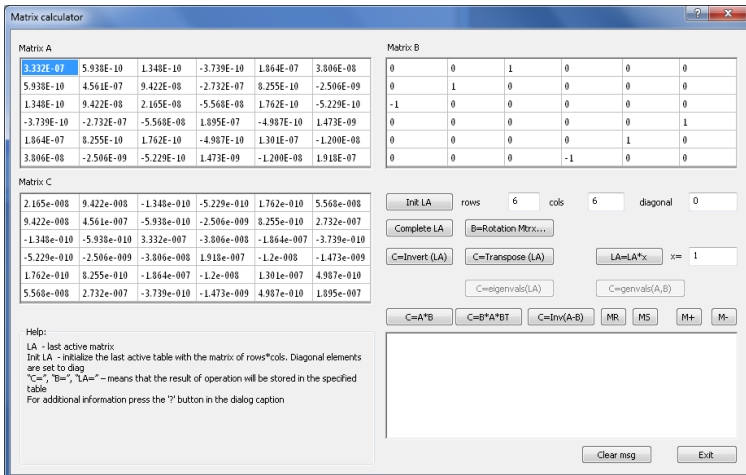 Matrix calculator
Matrix A
3.332E-07 5.938E-10 1.348E-10 -3.739E-10 1.864E-07 3.806E-08
5.938E-10 4.561E-07 9.422E-08 -2.732E-07 8.255E-10 -2.506E-09
1.348E-10 9.422E-08 2.165E-08 -5.568E-08 1.762E-10 -5.229E-10
-3.739E-10 -2.732E-07 -5.568E-08 1.895E-07 -4.987E-10 1.473E-09
1.864E-07 8.255E-10 1.762E-10 -4.987E-10 1.301E-07 -1.200E-08
3.806E-08 -2.506E-09 -5.229E-10 1.473E-09 -1.200E-08 1.918E-07
Matrix B
0 0 1 0 0 0
0 1 0 0 0 0
-1 0 0 0 0 0
0 0 0 0 0 1
0 0 0 0 1 0
0 0 0 -1 0 0
Matrix C
2.165e-008 9.422e-008 -1.348e-010 -5.229e-010 1.762e-010 5.568e-008
9.422e-008 4.561e-007 -5.938e-010 -2.506e-009 8.255e-010 2.732e-007
-1.348e-010 -5.938e-010 3.332e-007 -3.806e-008 -1.864e-007 -3.739e-010
-5.229e-010 -2.506e-009 -3.806e-008 1.918e-007 -1.2e-008 -1.473e-009
1.762e-010 8.255e-010 -1.864e-007 -1.2e-008 1.301e-007 4.987e-010
5.568e-008 2.732e-007 -3.739e-010 -1.473e-009 4.987e-010 1.895e-007
Init LA rows 6 cols 6 diagonal 0
Complete LA B=Rotation Mtrx...
C=Invert (LA) C=Transpose (LA) LA=LA*x x= 1
C=eigenvals(LA) C=genvals(A,B)
C=A*B C=B*A*BT C=Inv(A-B) MR MS M+ M-
Help:
LA - last active matrix
Init LA - initialize the last active table with the matrix of rows*cols. Diagonal elements
are set to diag
"C=", "B=", "LA=" – means that the result of operation will be stored in the specified
table
For additional information press the '?' button in the dialog caption
Clear msg Exit